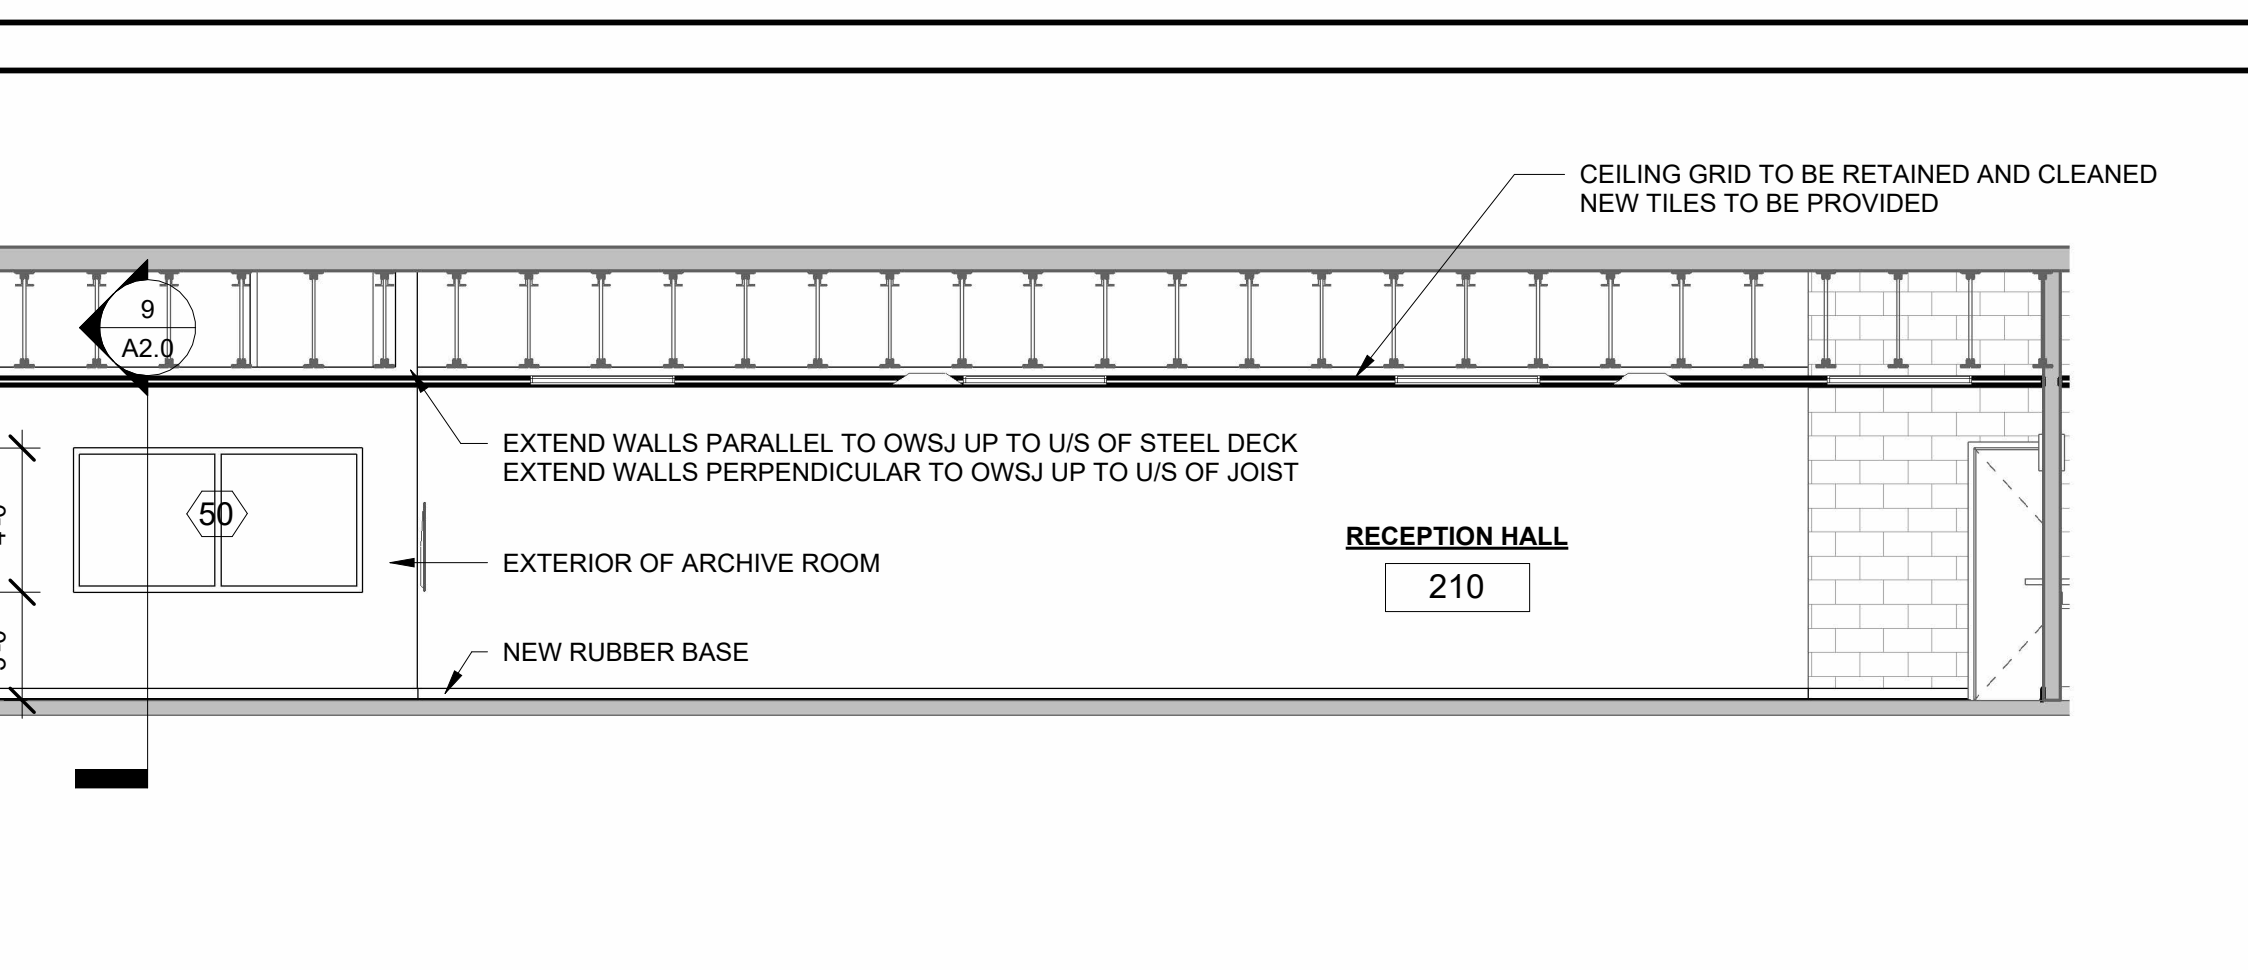 CEILING GRID TO BE RETAINED AND CLEANED
NEW TILES TO BE PROVIDED
9
A2.0
EXTEND WALLS PARALLEL TO OWSJ UP TO U/S OF STEEL DECK
EXTEND WALLS PERPENDICULAR TO OWSJ UP TO U/S OF JOIST
50
RECEPTION HALL
210
EXTERIOR OF ARCHIVE ROOM
NEW RUBBER BASE